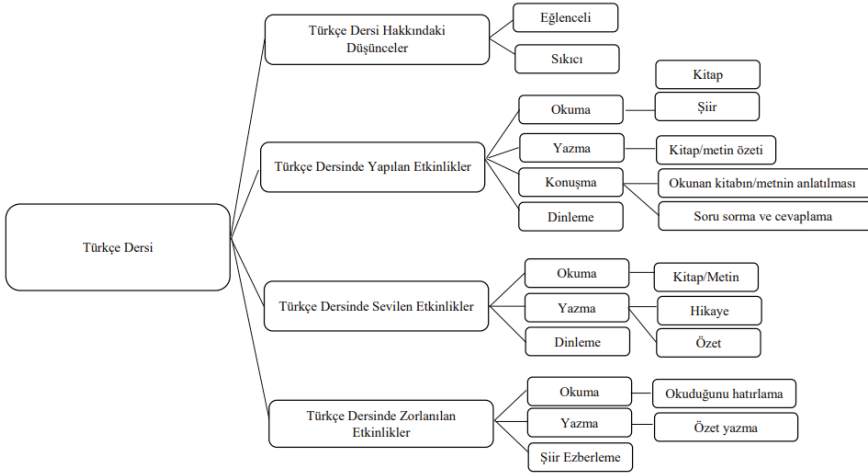 Türkçe Dersi
Türkçe Dersi Hakkındaki
Düşünceler
Eğlenceli
Sıkıcı
Türkçe Dersinde Yapılan Etkinlikler
Okuma
Kitap
Şiir
Yazma
Kitap/metin özeti
Konuşma
Okunan kitabın/metnin anlatılması
Soru sorma ve cevaplama
Dinleme
Türkçe Dersinde Sevilen Etkinlikler
Okuma
Kitap/Metin
Yazma
Hikaye
Özet
Dinleme
Türkçe Dersinde Zorlanılan
Etkinlikler
Okuma
Okuduğunu hatırlama
Yazma
Özet yazma
Şiir Ezberleme